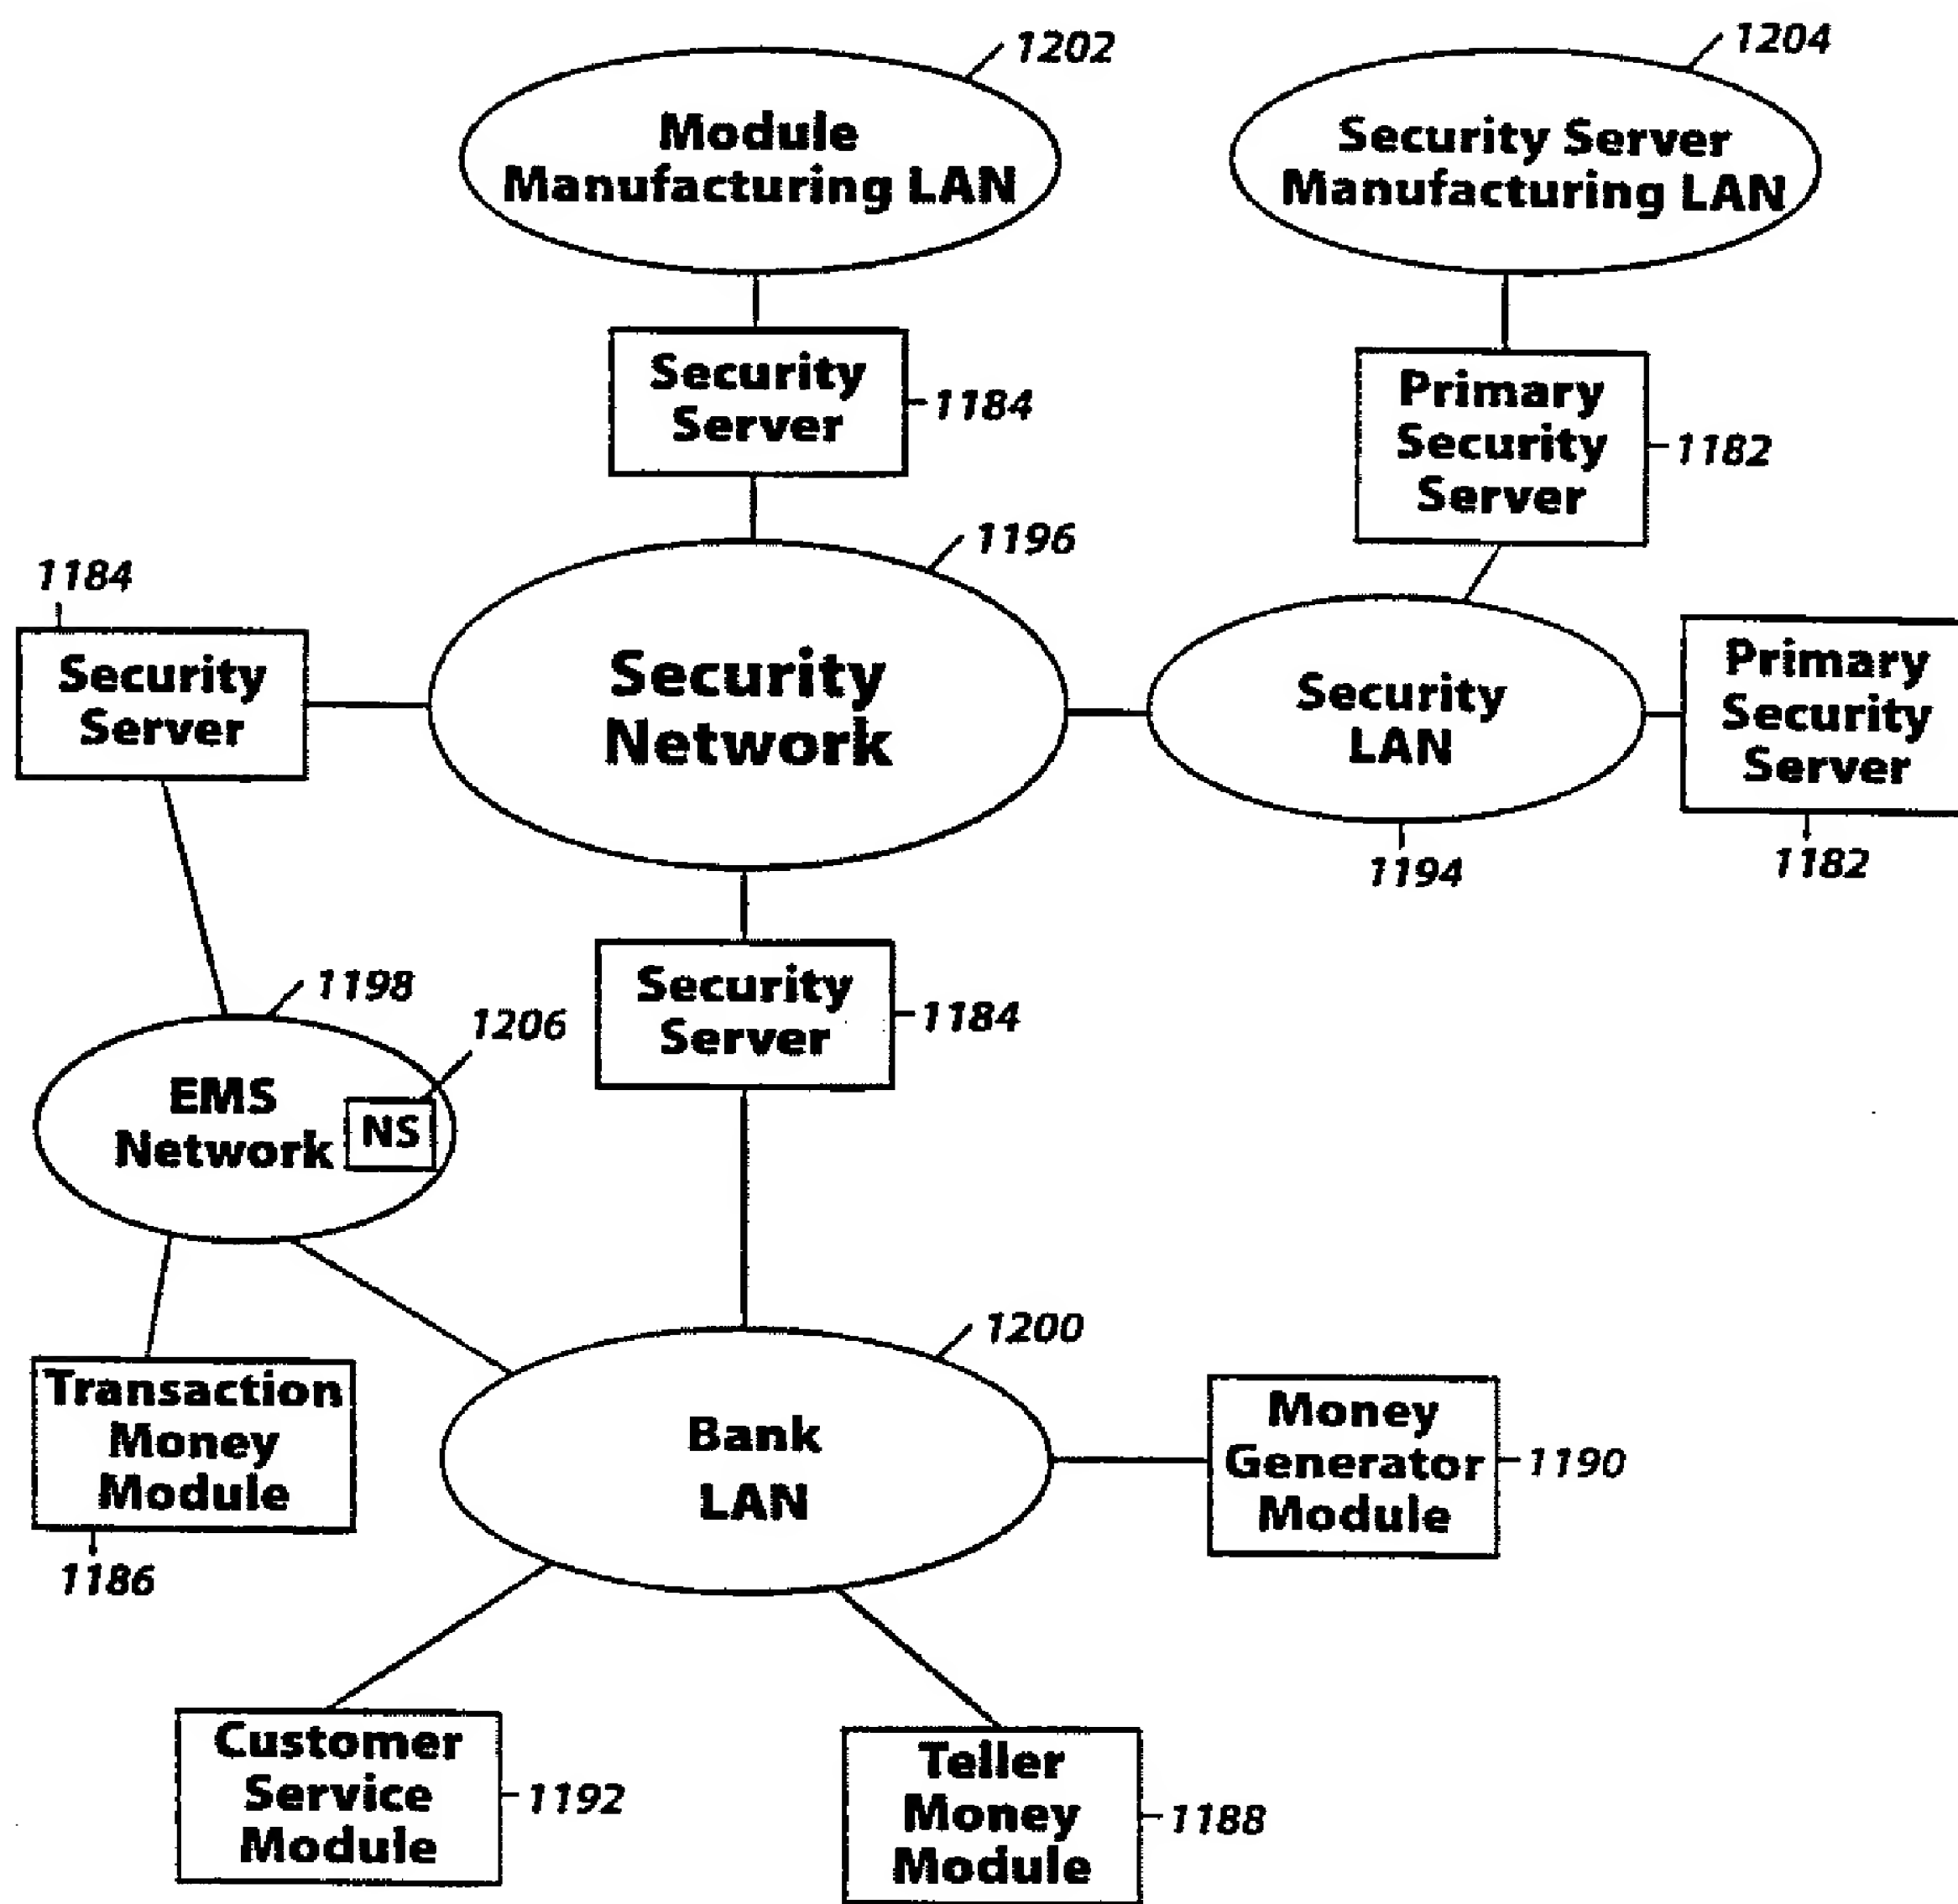 1202
Module
Manufacturing LAN
1204
Security Server
Manufacturing LAN
Security
Server
1184
Primary
Security
Server
1182
1196
Security
Network
1184
Security
Server
Security
LAN
1194
Primary
Security
Server
1182
Security
Server
1184
1198
1206
EMS
Network
NS
Transaction
Money
Module
1186
1200
Bank
LAN
Money
Generator
Module
1190
Customer
Service
Module
1192
Teller
Money
Module
1188